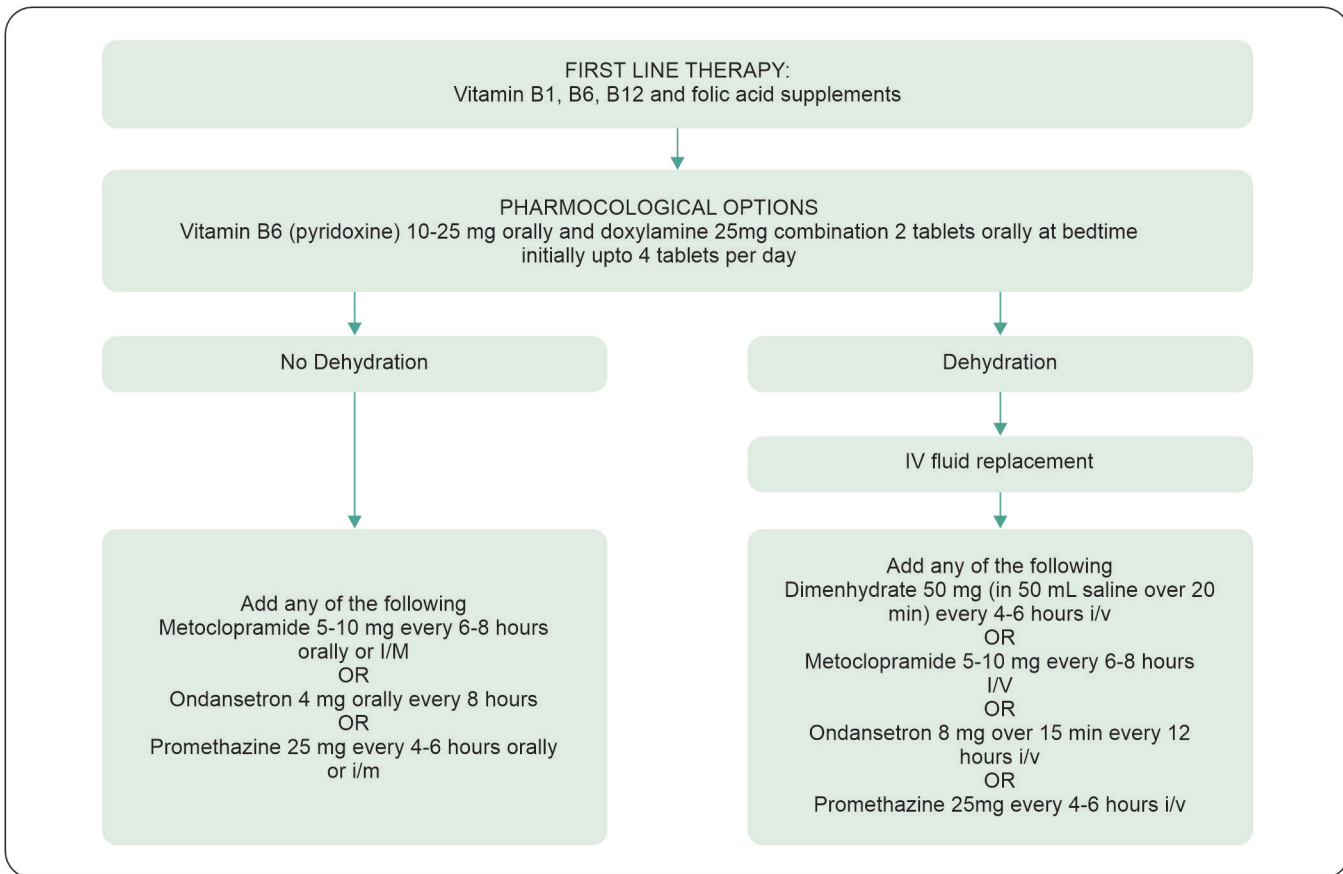 FIRST LINE THERAPY:
Vitamin B1, B6, B12 and folic acid supplements
PHARMOCOLOGICAL OPTIONS
Vitamin B6 (pyridoxine) 10-25 mg orally and doxylamine 25mg combination 2 tablets orally at bedtime
initially upto 4 tablets per day
No Dehydration
Dehydration
IV fluid replacement
Add any of the following
Metoclopramide 5-10 mg every 6-8 hours
orally or I/M
OR
Ondansetron 4 mg orally every 8 hours
OR
Promethazine 25 mg every 4-6 hours orally
or i/m
Add any of the following
Dimenhydrate 50 mg (in 50 mL saline over 20
min) every 4-6 hours i/v
OR
Metoclopramide 5-10 mg every 6-8 hours
I/V
OR
Ondansetron 8 mg over 15 min every 12
hours i/v
OR
Promethazine 25mg every 4-6 hours i/v